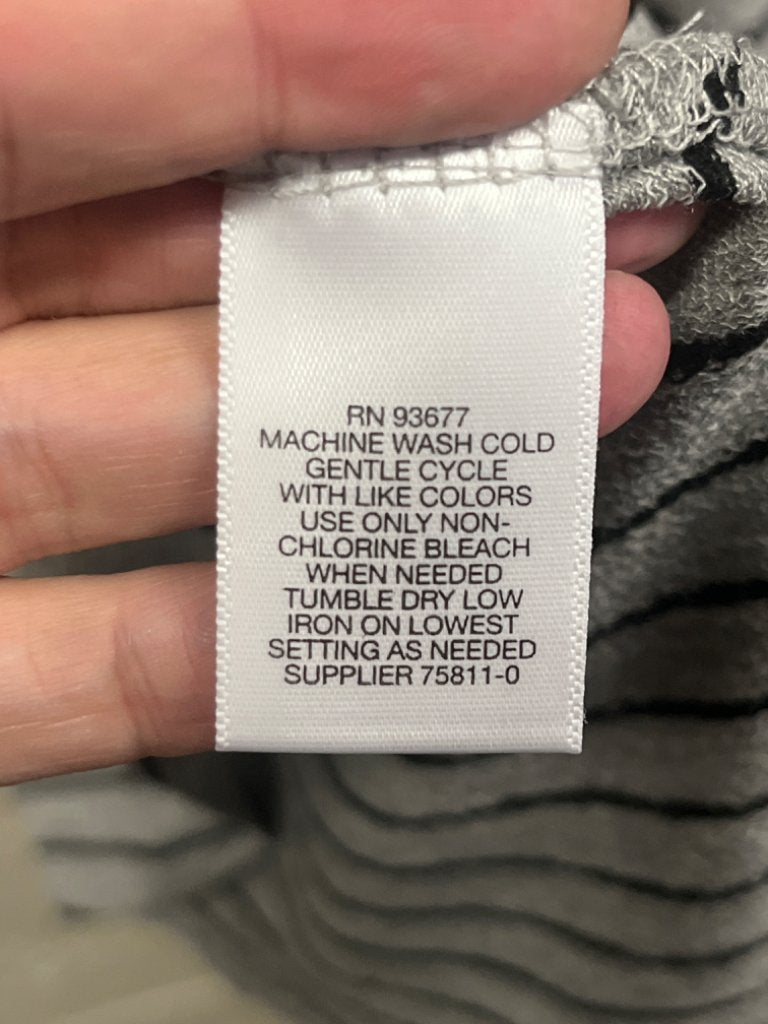 RN 93677
MACHINE WASH COLD
GENTLE CYCLE
WITH LIKE COLORS
USE ONLY NON-
CHLORINE BLEACH
WHEN NEEDED
TUMBLE DRY LOW
IRON ON LOWEST
SETTING AS NEEDED
SUPPLIER 75811-0